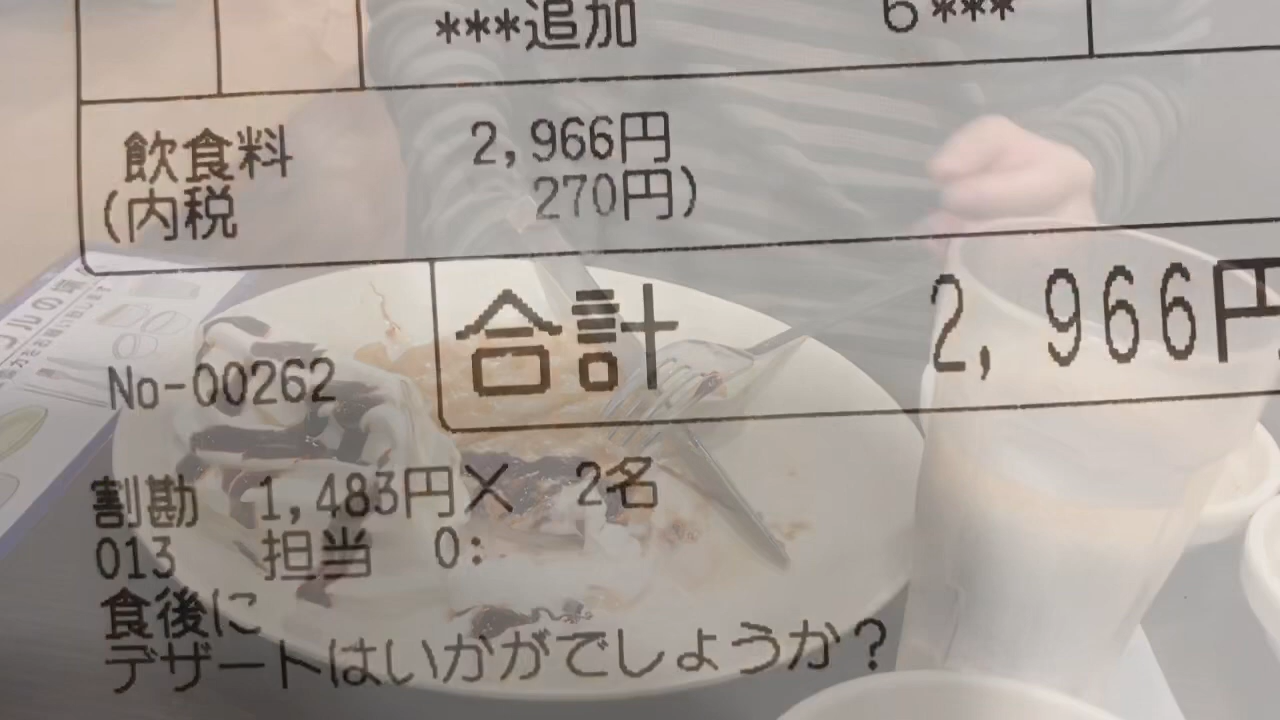 ***追加 6***
飲食料 2,966円
(内税 270円)
合計 2,966円
No-00262
割勘 1,483円× 2名
013 担当 0:
食後に
デザートはいかがでしょうか?